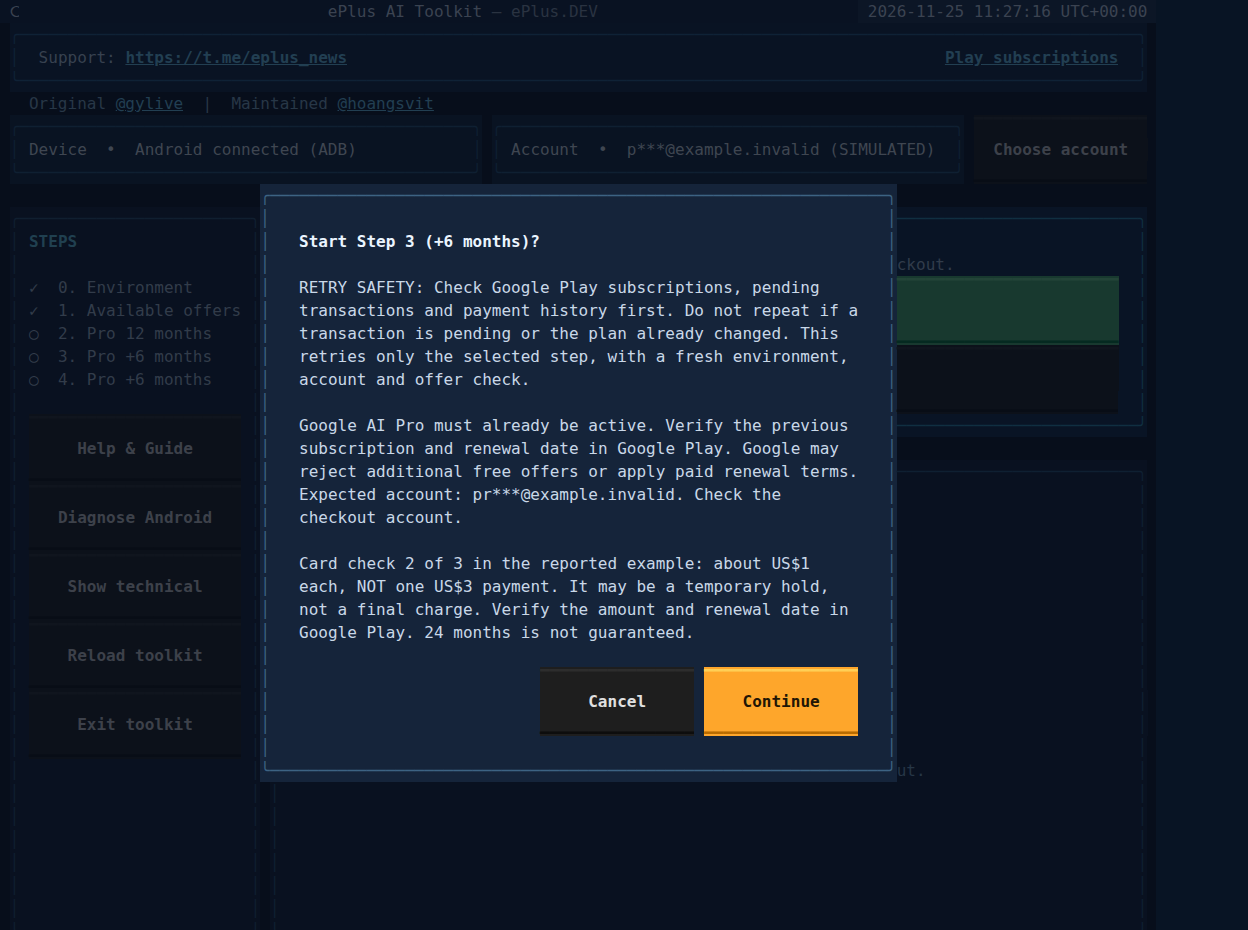 C ePlus AI Toolkit — ePlus.DEV 2026-11-25 11:27:16 UTC+00:00
Support: https://t.me/eplus_news Play subscriptions
Original @gylive | Maintained @hoangsvit
Device • Android connected (ADB) Account • p***@example.invalid (SIMULATED) Choose account
STEPS
✓ 0. Environment
✓ 1. Available offers
○ 2. Pro 12 months
○ 3. Pro +6 months
○ 4. Pro +6 months
Help & Guide
Diagnose Android
Show technical
Reload toolkit
Exit toolkit
Start Step 3 (+6 months)?
RETRY SAFETY: Check Google Play subscriptions, pending
transactions and payment history first. Do not repeat if a
transaction is pending or the plan already changed. This
retries only the selected step, with a fresh environment,
account and offer check.
Google AI Pro must already be active. Verify the previous
subscription and renewal date in Google Play. Google may
reject additional free offers or apply paid renewal terms.
Expected account: pr***@example.invalid. Check the
checkout account.
Card check 2 of 3 in the reported example: about US$1
each, NOT one US$3 payment. It may be a temporary hold,
not a final charge. Verify the amount and renewal date in
Google Play. 24 months is not guaranteed.
Cancel Continue
ckout.
ut.